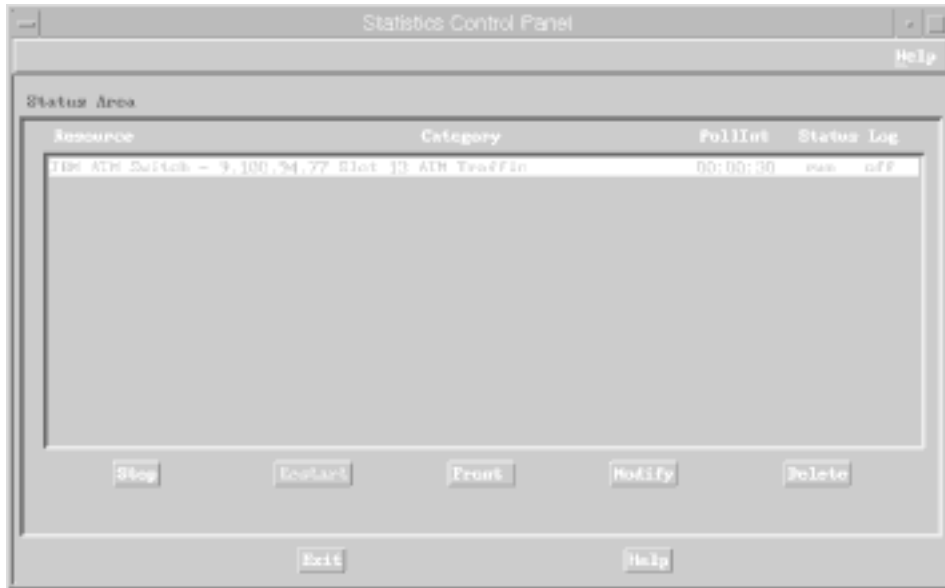 Statistics Control Panel
Help
Status Area
Resource Category PollInt Status Log
IBM ATM Switch - 9.100.94.77 Slot 13 ATM Traffic 00:00:30 run off
Stop Restart Front Modify Delete
Exit Help